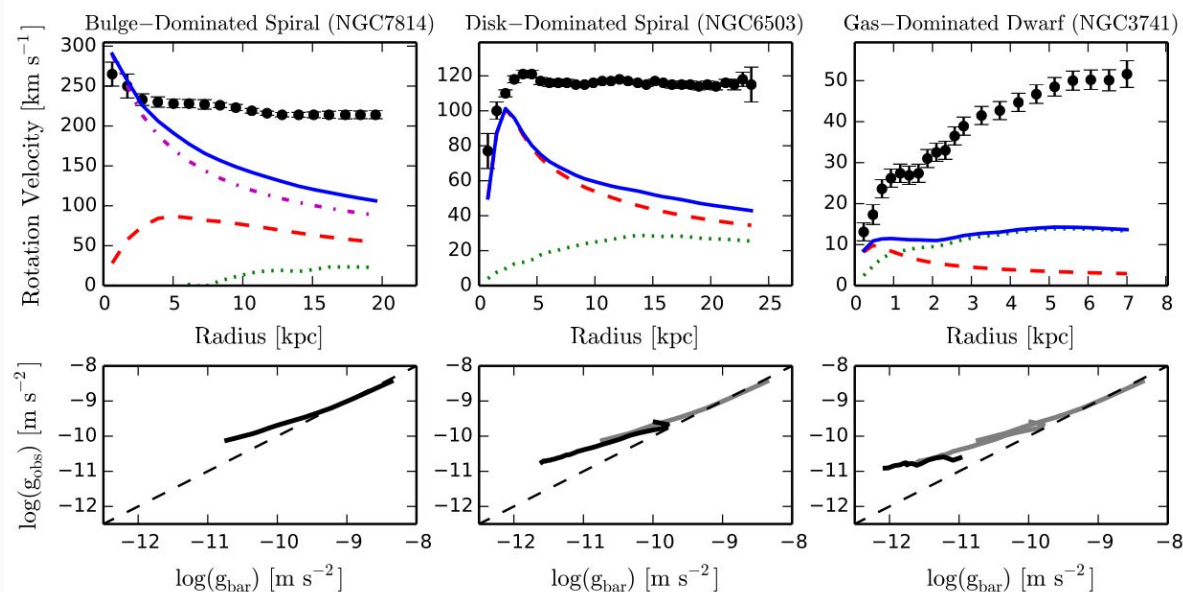 Bulge−Dominated Spiral (NGC7814)
Disk−Dominated Spiral (NGC6503)
Gas−Dominated Dwarf (NGC3741)
Rotation Velocity [km s⁻¹]
300
250
200
150
100
50
0
0 5 10 15 20
Radius [kpc]
120
100
80
60
40
20
0
0 5 10 15 20 25
Radius [kpc]
50
40
30
20
10
0
0 1 2 3 4 5 6 7 8
Radius [kpc]
log(g_obs) [m s⁻²]
−8
−9
−10
−11
−12
−12 −11 −10 −9 −8
log(g_bar) [m s⁻²]
−8
−9
−10
−11
−12
−12 −11 −10 −9 −8
log(g_bar) [m s⁻²]
−8
−9
−10
−11
−12
−12 −11 −10 −9 −8
log(g_bar) [m s⁻²]